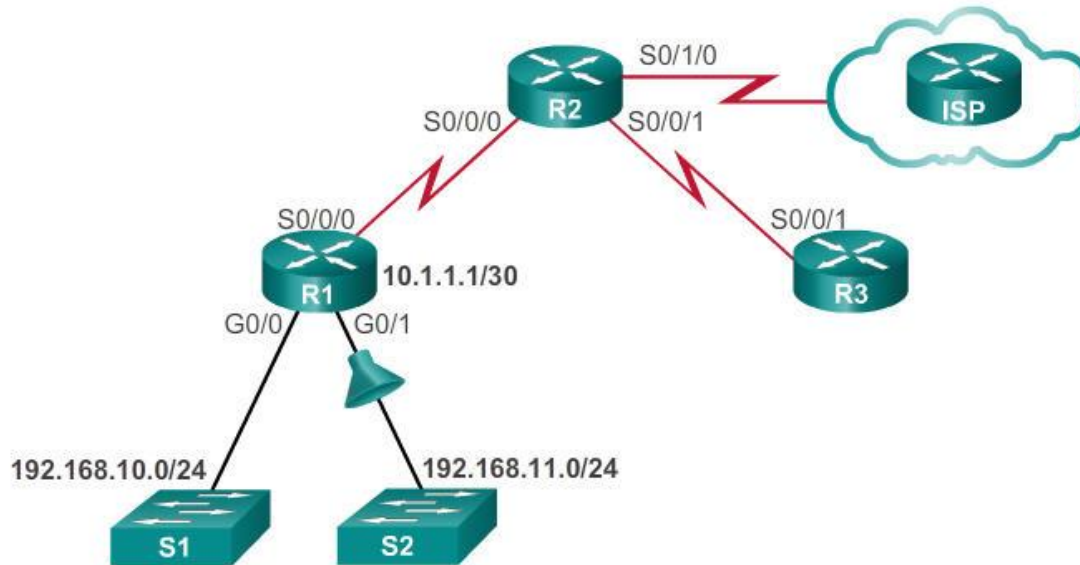 S0/1/0
R2
ISP
S0/0/0
S0/0/1
S0/0/0
S0/0/1
R1
10.1.1.1/30
R3
G0/0
G0/1
192.168.10.0/24
192.168.11.0/24
S1
S2